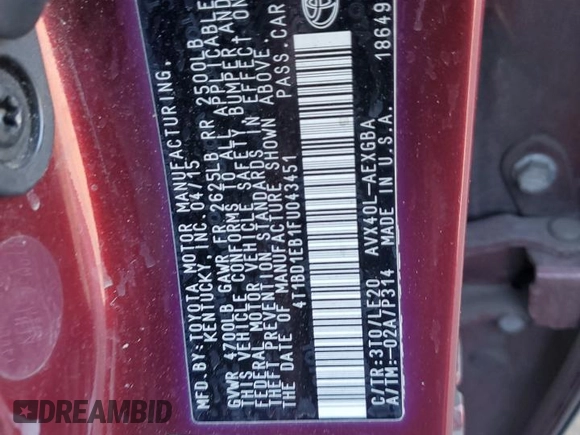 MFD. BY: TOYOTA MOTOR MANUFACTURING,
KENTUCKY, INC. 04/15
GVWR 4700LB GAWR FR 2625LB RR 2500LB
THIS VEHICLE CONFORMS TO ALL APPLICABLE
FEDERAL MOTOR VEHICLE SAFETY, BUMPER AND
THEFT PREVENTION STANDARDS IN EFFECT ON
THE DATE OF MANUFACTURE SHOWN ABOVE.
4T1BD1EB1FU043451 PASS. CAR
C/TR:3T0/LE20 AVX40L-AEXGBA 18649
A/TM:-02A/P314 MADE IN U.S.A.
DREAMBID